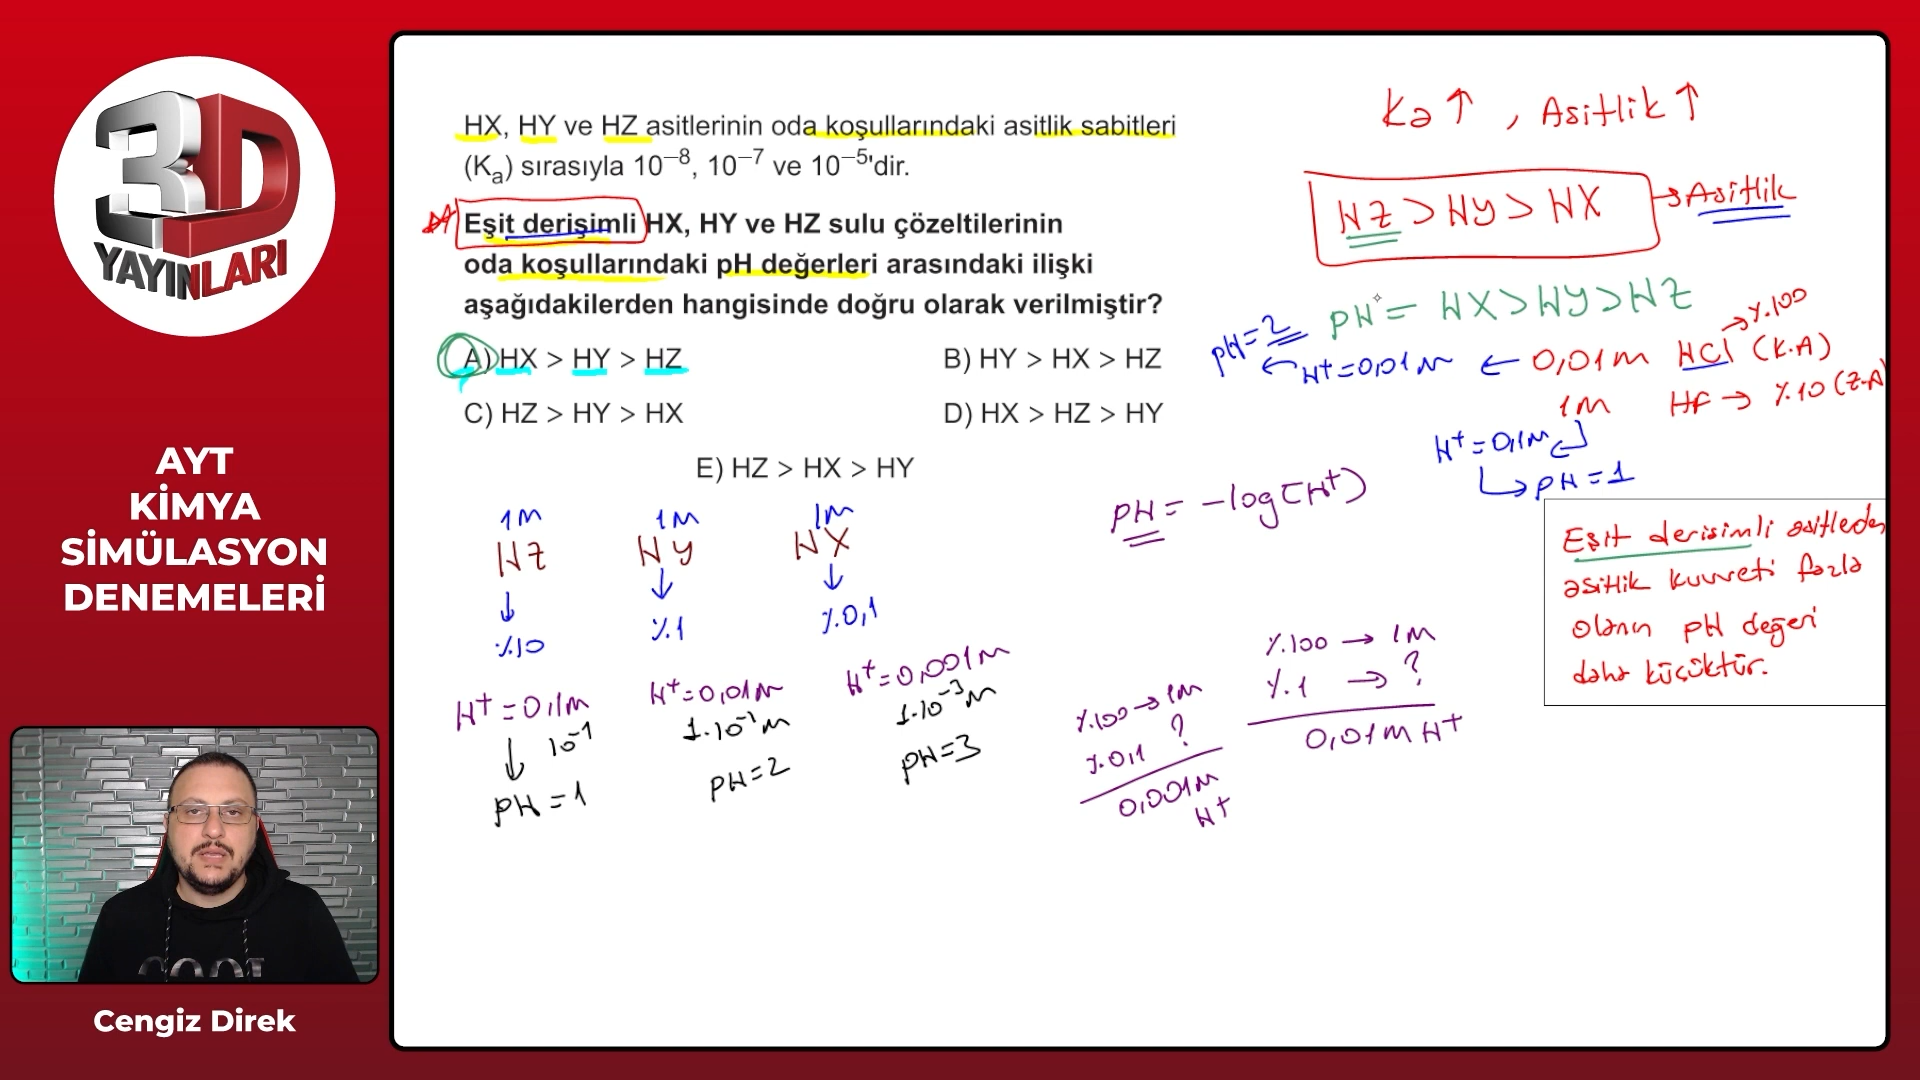 3D
YAYINLARI
AYT
KİMYA
SİMÜLASYON
DENEMELERİ
Cengiz Direk
HX, HY ve HZ asitlerinin oda koşullarındaki asitlik sabitleri
(Ka) sırasıyla 10⁻⁸, 10⁻⁷ ve 10⁻⁵'dir.
Eşit derişimli HX, HY ve HZ sulu çözeltilerinin
oda koşullarındaki pH değerleri arasındaki ilişki
aşağıdakilerden hangisinde doğru olarak verilmiştir?
A) HX > HY > HZ
B) HY > HX > HZ
C) HZ > HY > HX
D) HX > HZ > HY
E) HZ > HX > HY
Ka ↑ , Asitlik ↑
HZ > HY > HX → Asitlik
pH = HX > HY > HZ
pH = 2 ← H⁺ = 0,01 M ← 0,01 M HCl (K.A) → %100
1M HF → %10 (Z.A)
H⁺ = 0,1M
→ pH = 1
pH = -log[H⁺]
Eşit derişimli asitlerden
asitlik kuvveti fazla
olanın pH değeri
daha küçüktür.
1M 1M 1M
HZ HY HX
↓ ↓ ↓
%10 %1 %0,1
H⁺ = 0,1M H⁺ = 0,01M H⁺ = 0,001M
10⁻¹ 1.10⁻¹ M 1.10⁻³ M
pH = 1 pH = 2 pH = 3
%100 → 1M
%0,1 ?
0,001M
H⁺
%100 → 1M
%1 → ?
0,01M H⁺